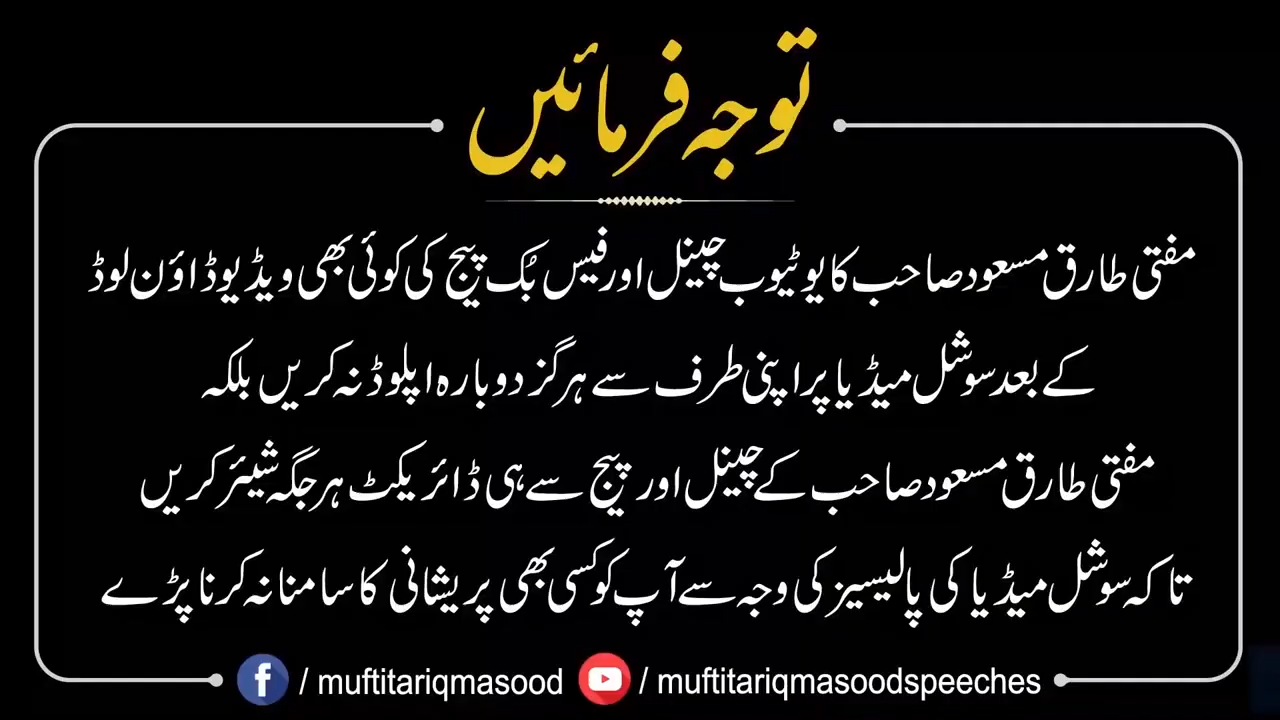 توجہ فرمائیں
مفتی طارق مسعود صاحب کا یوٹیوب چینل اور فیس بُک پیج کی کوئی بھی ویڈیو ڈاؤن لوڈ
کے بعد سوشل میڈیا پر اپنی طرف سے ہرگز دوبارہ اپلوڈ نہ کریں بلکہ
مفتی طارق مسعود صاحب کے چینل اور پیج سے ہی ڈائریکٹ ہر جگہ شیئر کریں
تاکہ سوشل میڈیا کی پالیسیز کی وجہ سے آپ کو کسی بھی پریشانی کا سامنا نہ کرنا پڑے
/ muftitariqmasood / muftitariqmasoodspeeches